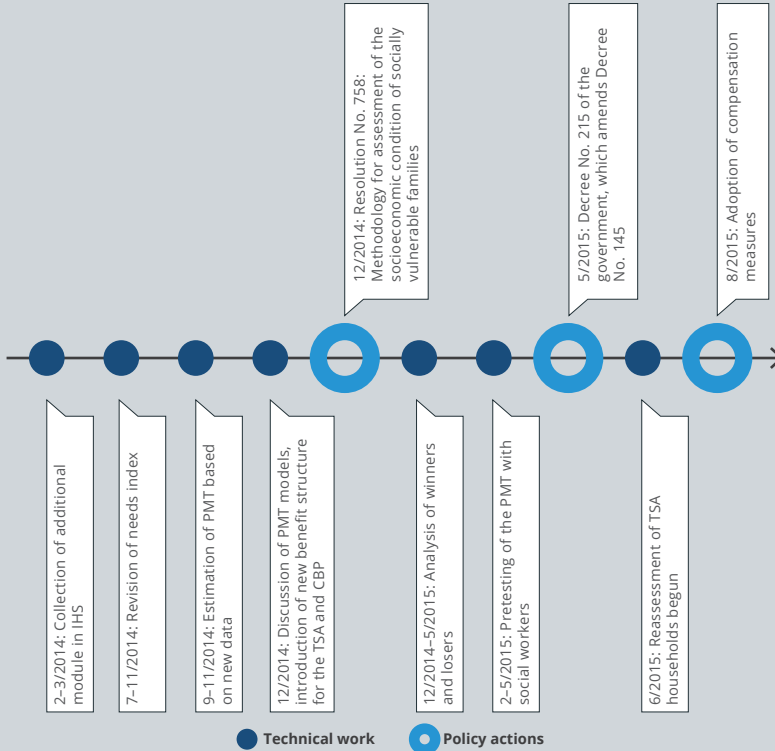 2–3/2014: Collection of additional
module in IHS
7–11/2014: Revision of needs index
9–11/2014: Estimation of PMT based
on new data
12/2014: Discussion of PMT models,
introduction of new benefit structure
for the TSA and CBP
12/2014: Resolution No. 758:
Methodology for assessment of the
socioeconomic condition of socially
vulnerable families
12/2014–5/2015: Analysis of winners
and losers
2–5/2015: Pretesting of the PMT with
social workers
5/2015: Decree No. 215 of the
government, which amends Decree
No. 145
6/2015: Reassessment of TSA
households begun
8/2015: Adoption of compensation
measures
Technical work
Policy actions